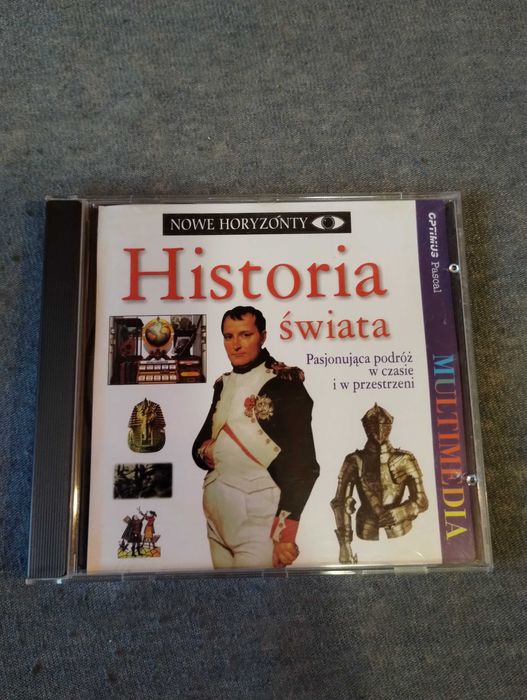 NOWE HORYZONTY
Historia
świata
Pasjonująca podróż
w czasie
i w przestrzeni
OPTIMUS Pascal
MULTIMEDIA